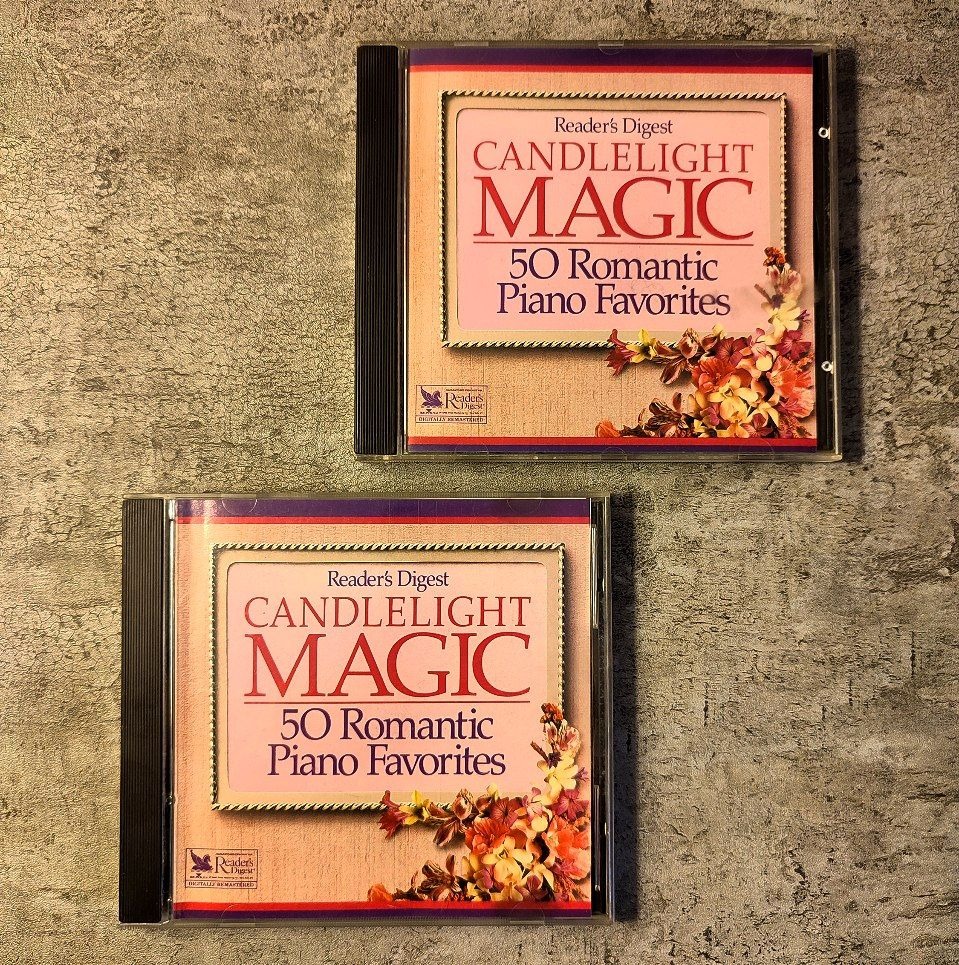 Reader's Digest
CANDLELIGHT
MAGIC
50 Romantic
Piano Favorites
Reader's
Digest
DIGITALLY REMASTERED
Reader's Digest
CANDLELIGHT
MAGIC
50 Romantic
Piano Favorites
Reader's
Digest
DIGITALLY REMASTERED